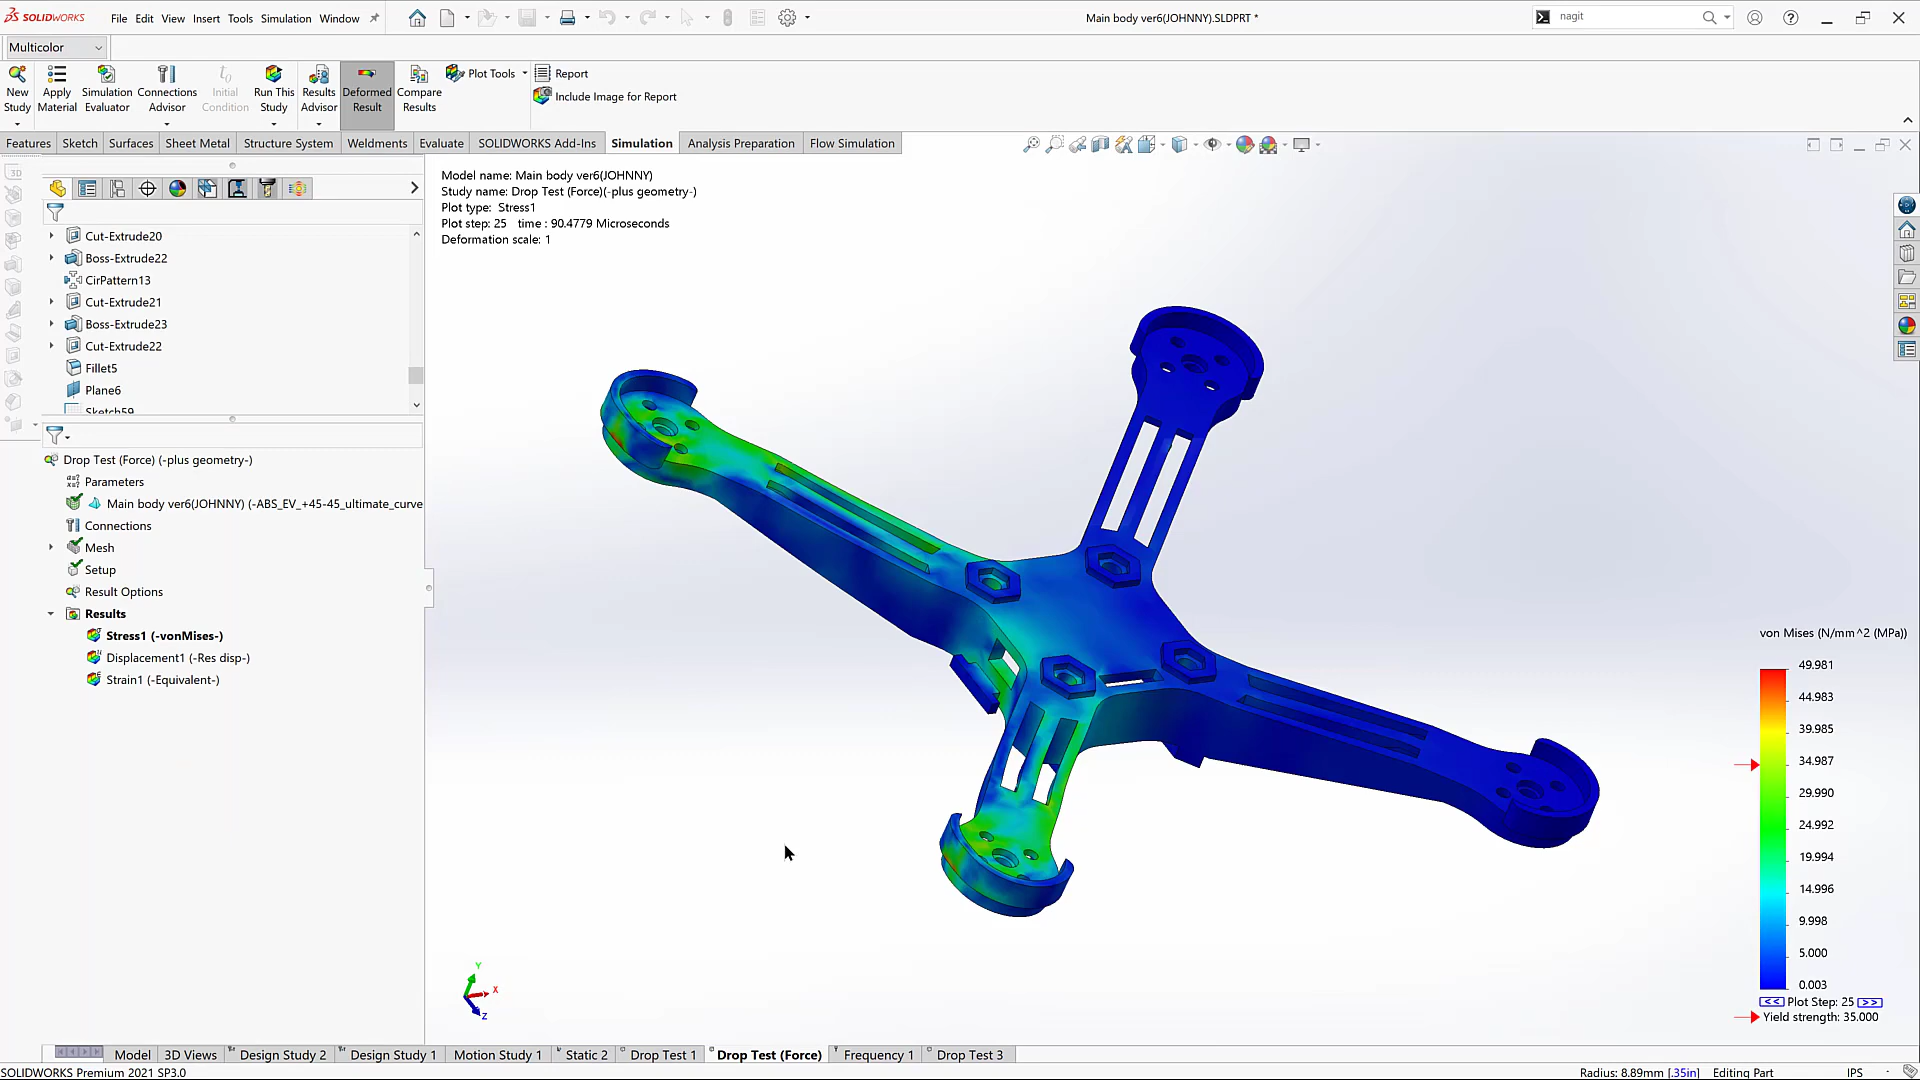 SOLIDWORKS
File Edit View Insert Tools Simulation Window
Main body ver6(JOHNNY).SLDPRT *
nagit
Multicolor
New Study
Apply Material
Simulation Evaluator
Connections Advisor
Initial Condition
Run This Study
Results Advisor
Deformed Result
Compare Results
Plot Tools
Report
Include Image for Report
Features Sketch Surfaces Sheet Metal Structure System Weldments Evaluate SOLIDWORKS Add-Ins Simulation Analysis Preparation Flow Simulation
Model name: Main body ver6(JOHNNY)
Study name: Drop Test (Force)(-plus geometry-)
Plot type: Stress1
Plot step: 25 time : 90.4779 Microseconds
Deformation scale: 1
Cut-Extrude20
Boss-Extrude22
CirPattern13
Cut-Extrude21
Boss-Extrude23
Cut-Extrude22
Fillet5
Plane6
Sketch59
Drop Test (Force) (-plus geometry-)
Parameters
Main body ver6(JOHNNY) (-ABS_EV_+45-45_ultimate_curve
Connections
Mesh
Setup
Result Options
Results
Stress1 (-vonMises-)
Displacement1 (-Res disp-)
Strain1 (-Equivalent-)
von Mises (N/mm^2 (MPa))
49.981
44.983
39.985
34.987
29.990
24.992
19.994
14.996
9.998
5.000
0.003
<< Plot Step: 25 >>
Yield strength: 35.000
Y
X
Z
Model 3D Views Design Study 2 Design Study 1 Motion Study 1 Static 2 Drop Test 1 Drop Test (Force) Frequency 1 Drop Test 3
SOLIDWORKS Premium 2021 SP3.0
Radius: 8.89mm [.35in] Editing Part IPS